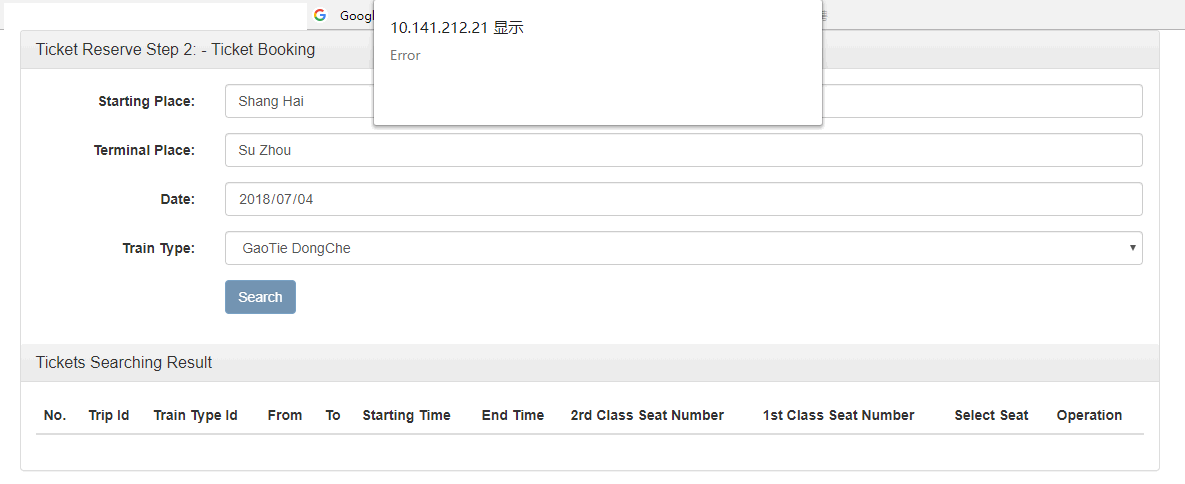 Googl
10.141.212.21 显示
Error
Ticket Reserve Step 2: - Ticket Booking
Starting Place:
Shang Hai
Terminal Place:
Su Zhou
Date:
2018/07/04
Train Type:
GaoTie DongChe
Search
Tickets Searching Result
No. Trip Id Train Type Id From To Starting Time End Time 2rd Class Seat Number 1st Class Seat Number Select Seat Operation